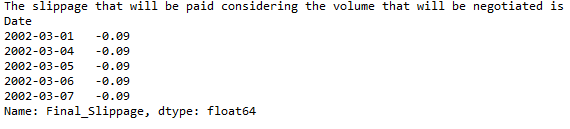 The slippage that will be paid considering the volume that will be negotiated is
Date
2002-03-01   -0.09
2002-03-04   -0.09
2002-03-05   -0.09
2002-03-06   -0.09
2002-03-07   -0.09
Name: Final_Slippage, dtype: float64